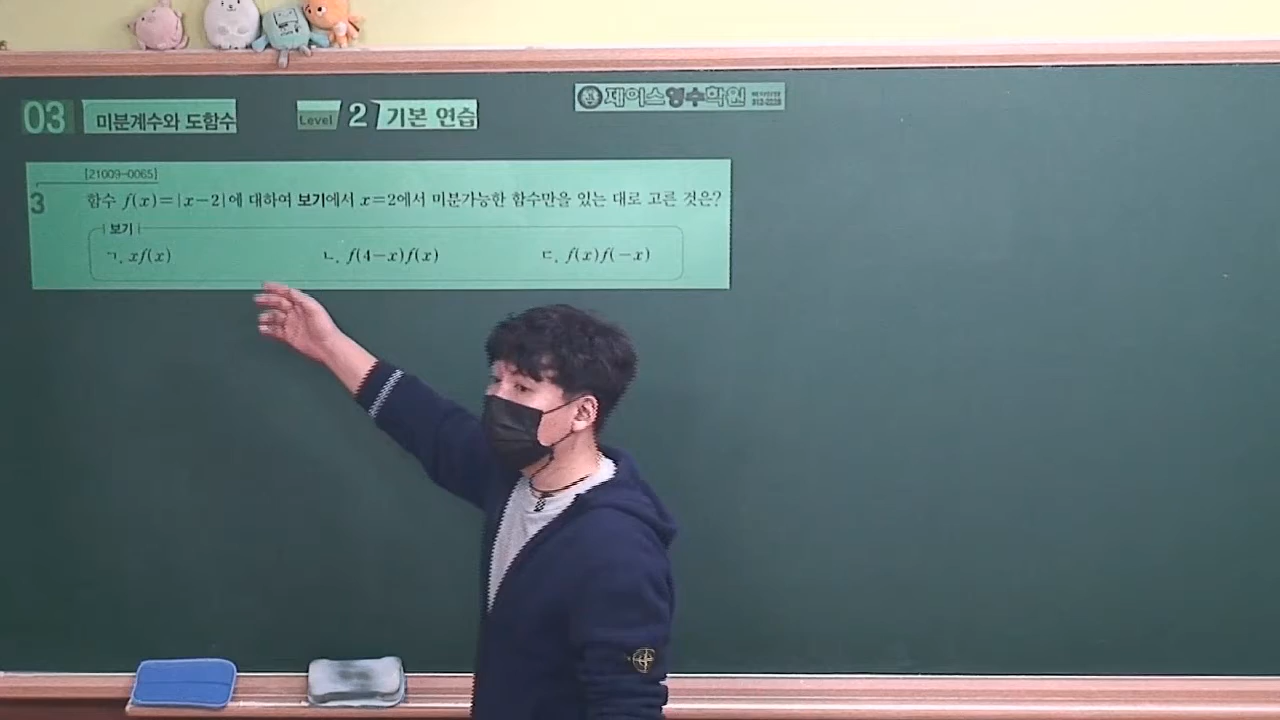 03 미분계수와 도함수 Level 2 기본 연습 제이스영수학원
[21009-0065]
3 함수 f(x)=|x-2|에 대하여 보기에서 x=2에서 미분가능한 함수만을 있는 대로 고른 것은?
보기
ㄱ. xf(x) ㄴ. f(4-x)f(x) ㄷ. f(x)f(-x)